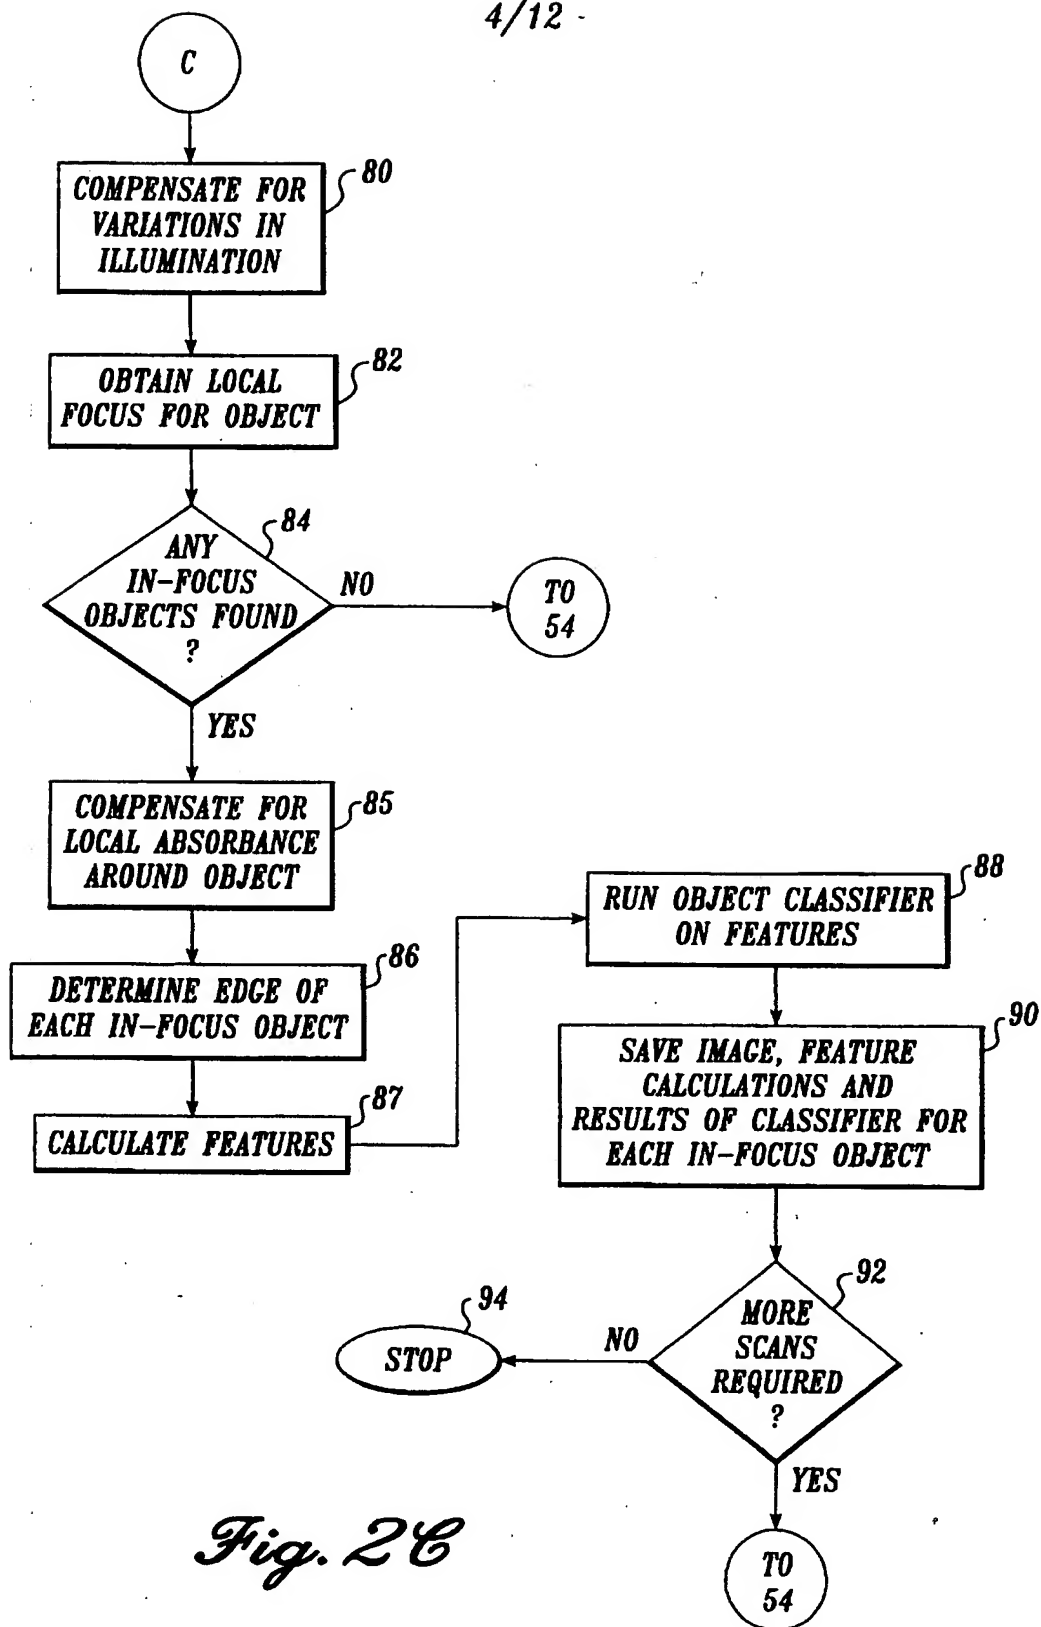 4/12
C
80
COMPENSATE FOR
VARIATIONS IN
ILLUMINATION
82
OBTAIN LOCAL
FOCUS FOR OBJECT
84
ANY
IN-FOCUS
OBJECTS FOUND
?
NO
TO
54
YES
85
COMPENSATE FOR
LOCAL ABSORBANCE
AROUND OBJECT
86
DETERMINE EDGE OF
EACH IN-FOCUS OBJECT
87
CALCULATE FEATURES
88
RUN OBJECT CLASSIFIER
ON FEATURES
90
SAVE IMAGE, FEATURE
CALCULATIONS AND
RESULTS OF CLASSIFIER FOR
EACH IN-FOCUS OBJECT
92
MORE
SCANS
REQUIRED
?
NO
94
STOP
YES
TO
54
Fig. 2C